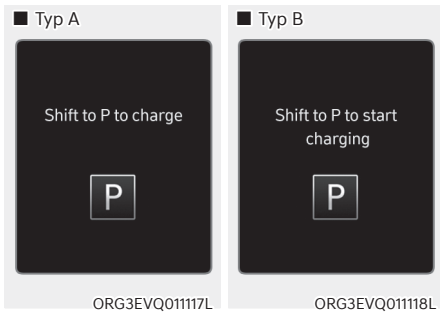 ■ Typ A
Shift to P to charge
P
ORG3EVQ011117L
■ Typ B
Shift to P to start
charging
P
ORG3EVQ011118L